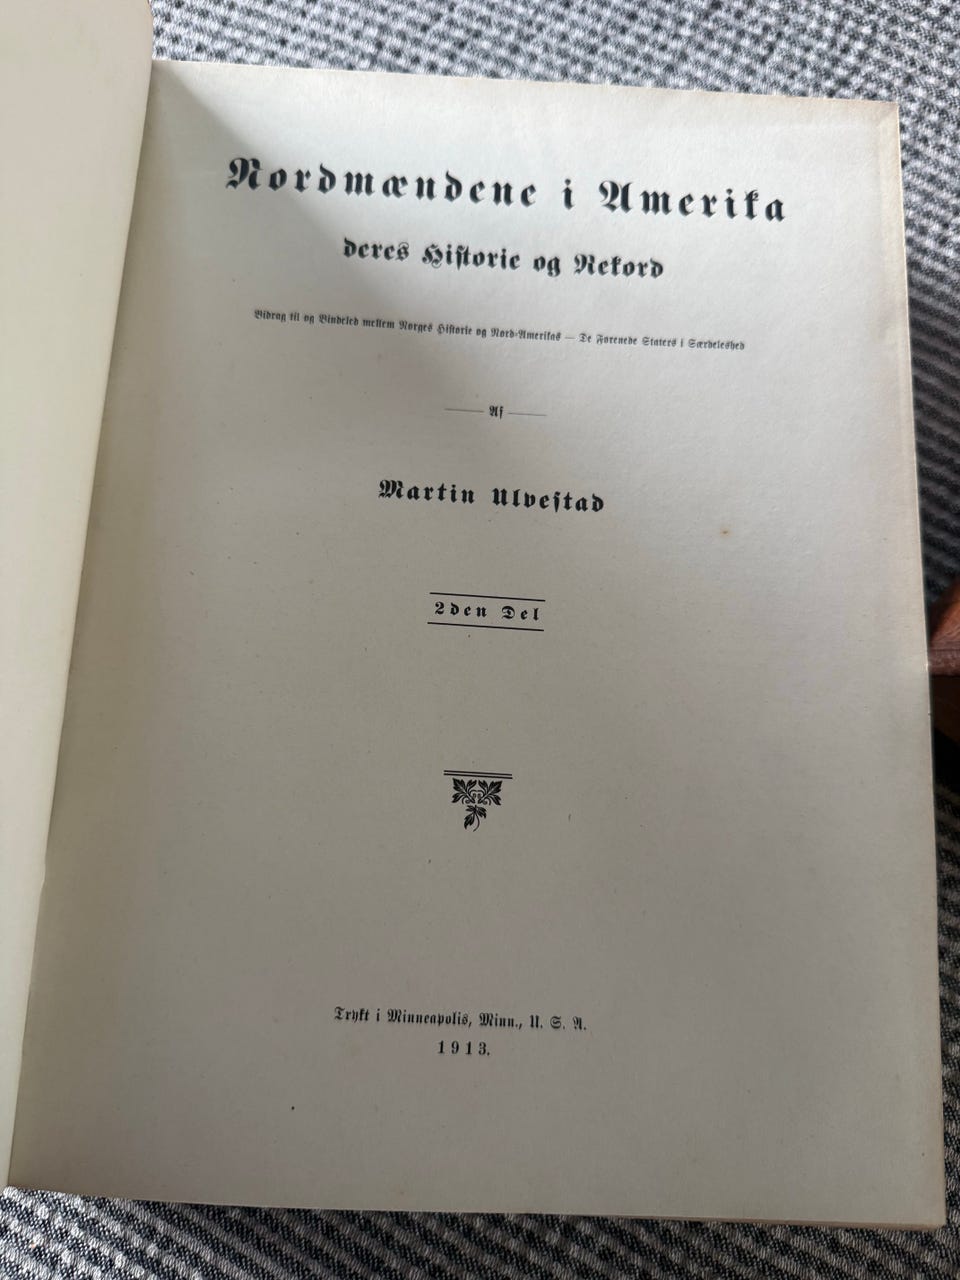 Nordmændene i Amerika
deres Historie og Rekord
Bidrag til og Bindeled mellem Norges Historie og Nord-Amerikas — De Forenede Staters i Særdeleshed
Af
Martin Ulvestad
2den Del
Trykt i Minneapolis, Minn., U. S. A.
1913.